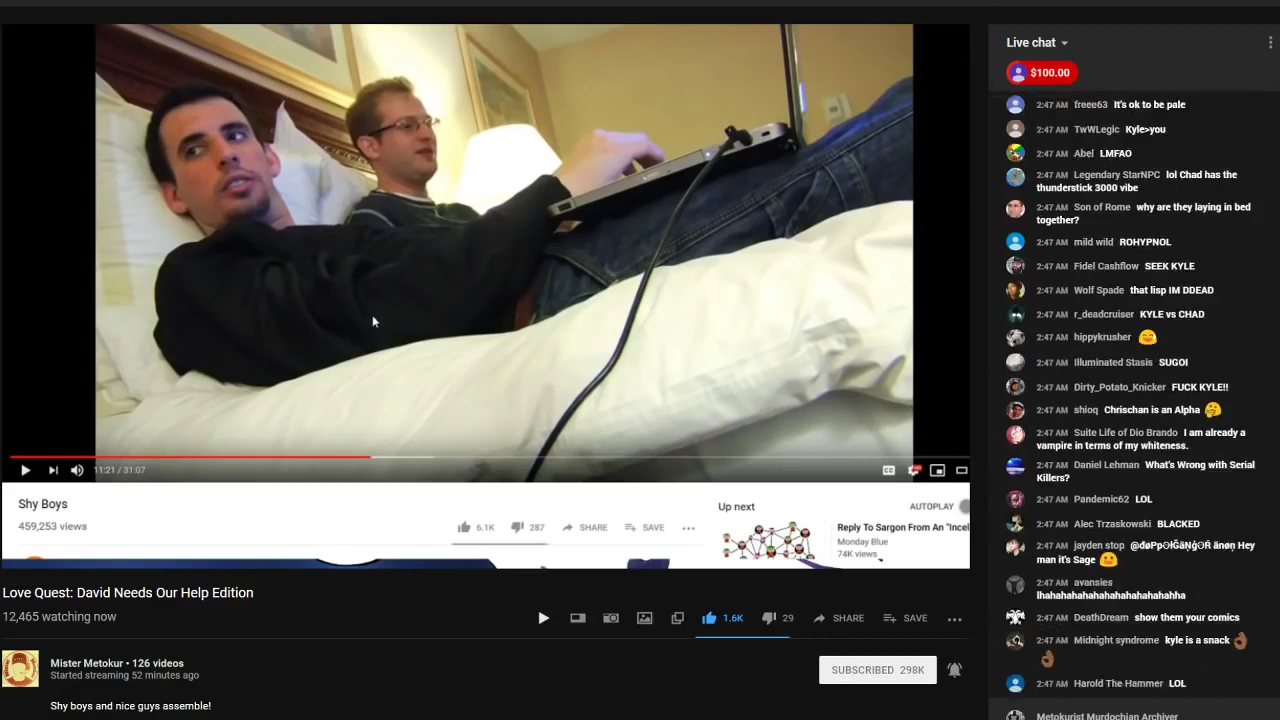 Live chat
$100.00
2:47 AM freee63 It's ok to be pale
2:47 AM TwWLegic Kyle>you
2:47 AM Abel LMFAO
2:47 AM Legendary StarNPC lol Chad has the
thunderstick 3000 vibe
2:47 AM Son of Rome why are they laying in bed
together?
2:47 AM mild wild ROHYPNOL
2:47 AM Fidel Cashflow SEEK KYLE
2:47 AM Wolf Spade that lisp IM DDEAD
2:47 AM r_deadcruiser KYLE vs CHAD
2:47 AM hippykrusher
2:47 AM Illuminated Stasis SUGOI
2:47 AM Dirty_Potato_Knicker FUCK KYLE!!
2:47 AM shioq Chrischan is an Alpha
2:47 AM Suite Life of Dio Brando I am already a
vampire in terms of my whiteness.
2:47 AM Daniel Lehman What's Wrong with Serial
Killers?
2:47 AM Pandemic62 LOL
2:47 AM Alec Trzaskowski BLACKED
2:47 AM jayden stop Hey
man it's Sage
2:47 AM avansies
lhahahahahahahahahahahahahha
2:47 AM DeathDream show them your comics
2:47 AM Midnight syndrome kyle is a snack
2:47 AM Harold The Hammer LOL
Metokurist Murdochian Archiver
11:21 / 31:07
CC
Shy Boys
459,253 views
6.1K 287 SHARE SAVE
Up next
AUTOPLAY
Reply To Sargon From An "Incel
Monday Blue
74K views
Love Quest: David Needs Our Help Edition
12,465 watching now
1.6K 29 SHARE SAVE
Mister Metokur • 126 videos
Started streaming 52 minutes ago
SUBSCRIBED 298K
Shy boys and nice guys assemble!